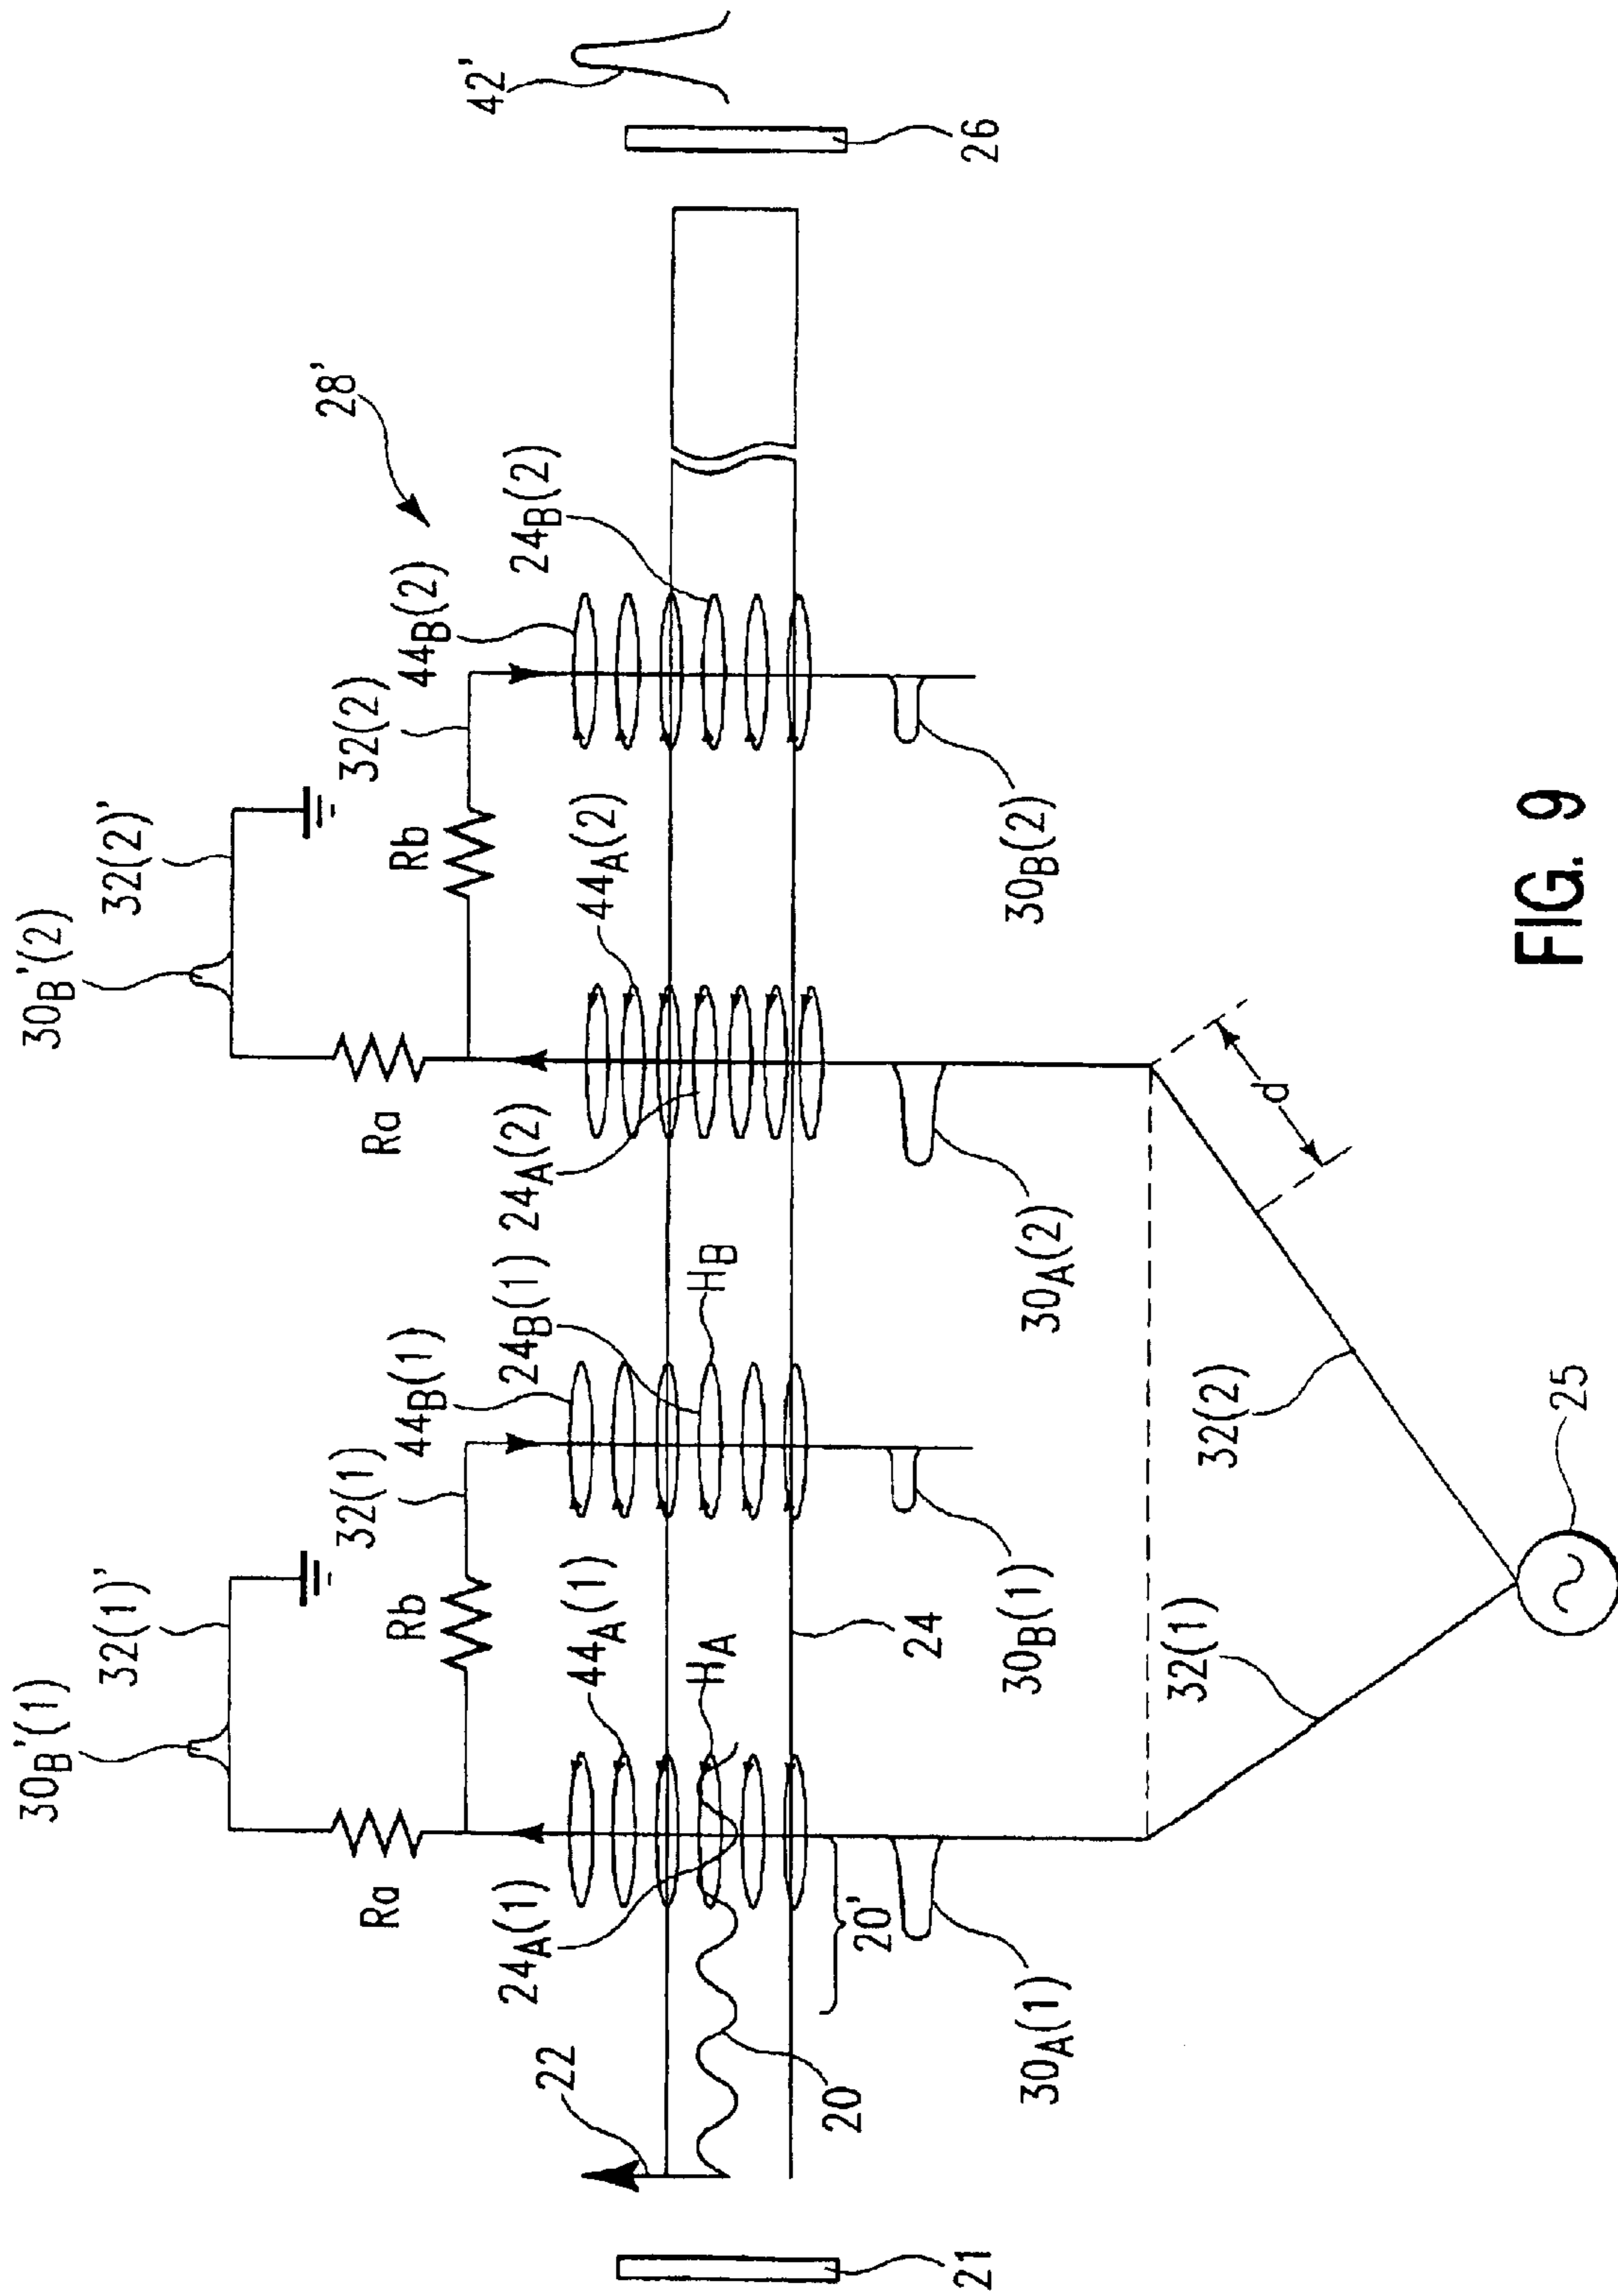 30B'(1)
32(1)'
30B'(2)
32(2)'
Ra
Rb
32(1)
Ra
Rb
32(2)
28'
42'
22
24A(1)
44A(1)
44B(1)
24B(1)
24A(2)
44A(2)
44B(2)
24B(2)
HA
HB
21
20
20'
24
26
30A(1)
30B(1)
30A(2)
30B(2)
32(1)
32(2)
d
25
FIG. 9